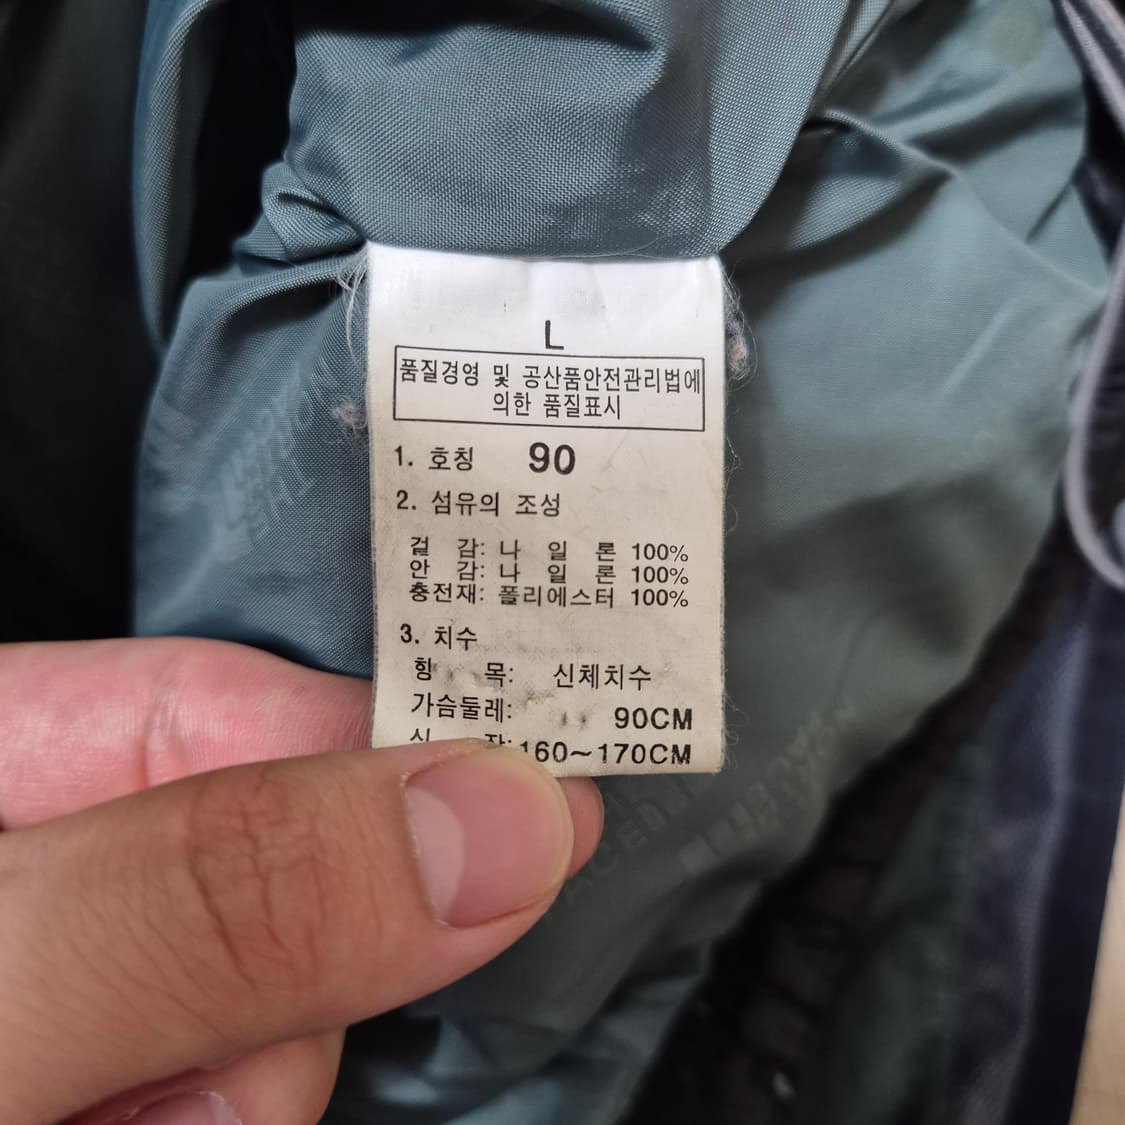 L
품질경영 및 공산품안전관리법에
의한 품질표시
1. 호칭 90
2. 섬유의 조성
겉 감: 나 일 론 100%
안 감: 나 일 론 100%
충전재: 폴리에스터 100%
3. 치수
항 목: 신체치수
가슴둘레: 90CM
160~170CM